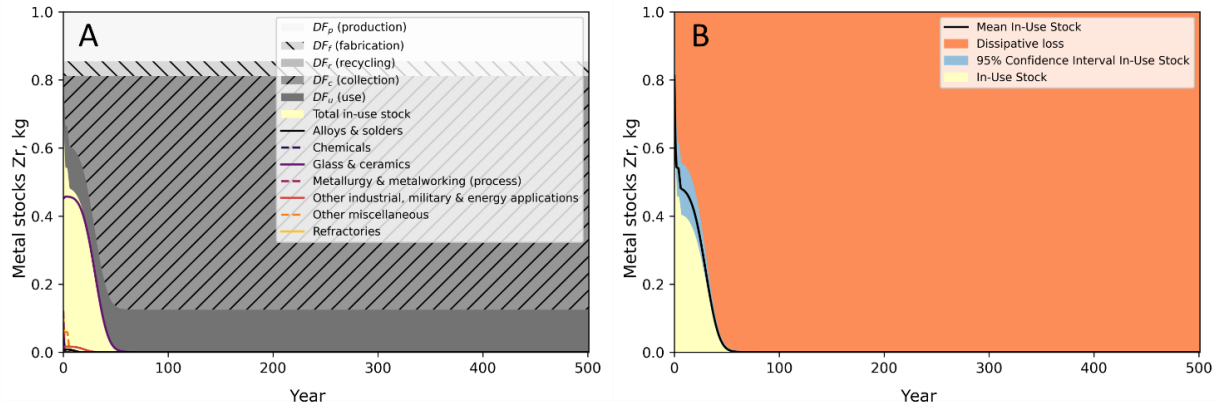 A
1.0
0.8
0.6
0.4
0.2
0.0
Metal stocks Zr, kg
0
100
200
300
400
500
Year
DFp (production)
DFf (fabrication)
DFr (recycling)
DFc (collection)
DFu (use)
Total in-use stock
Alloys & solders
Chemicals
Glass & ceramics
Metallurgy & metalworking (process)
Other industrial, military & energy applications
Other miscellaneous
Refractories
B
1.0
0.8
0.6
0.4
0.2
0.0
Metal stocks Zr, kg
0
100
200
300
400
500
Year
Mean In-Use Stock
Dissipative loss
95% Confidence Interval In-Use Stock
In-Use Stock